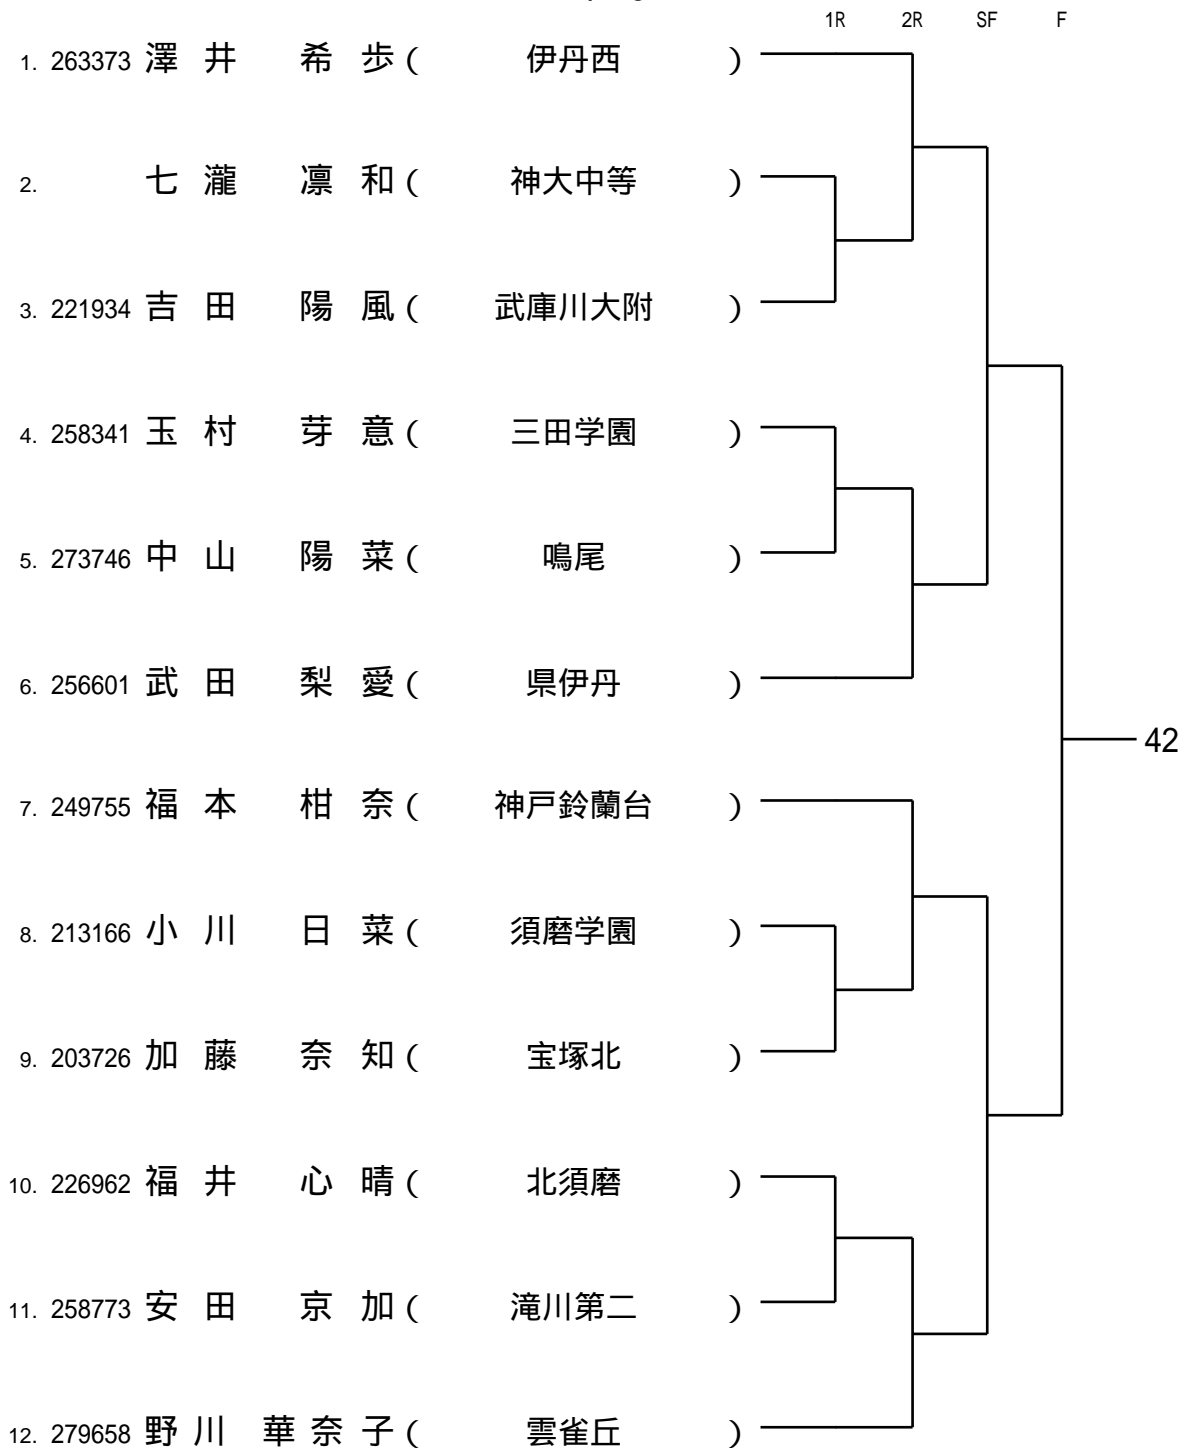 1R 2R SF F
1. 263373 澤井 希歩 ( 伊丹西 )
2. 七瀧 凛和 ( 神大中等 )
3. 221934 吉田 陽風 ( 武庫川大附 )
4. 258341 玉村 芽意 ( 三田学園 )
5. 273746 中山 陽菜 ( 鳴尾 )
6. 256601 武田 梨愛 ( 県伊丹 )
42
7. 249755 福本 柑奈 ( 神戸鈴蘭台 )
8. 213166 小川 日菜 ( 須磨学園 )
9. 203726 加藤 奈知 ( 宝塚北 )
10. 226962 福井 心晴 ( 北須磨 )
11. 258773 安田 京加 ( 滝川第二 )
12. 279658 野川 華奈子 ( 雲雀丘 )